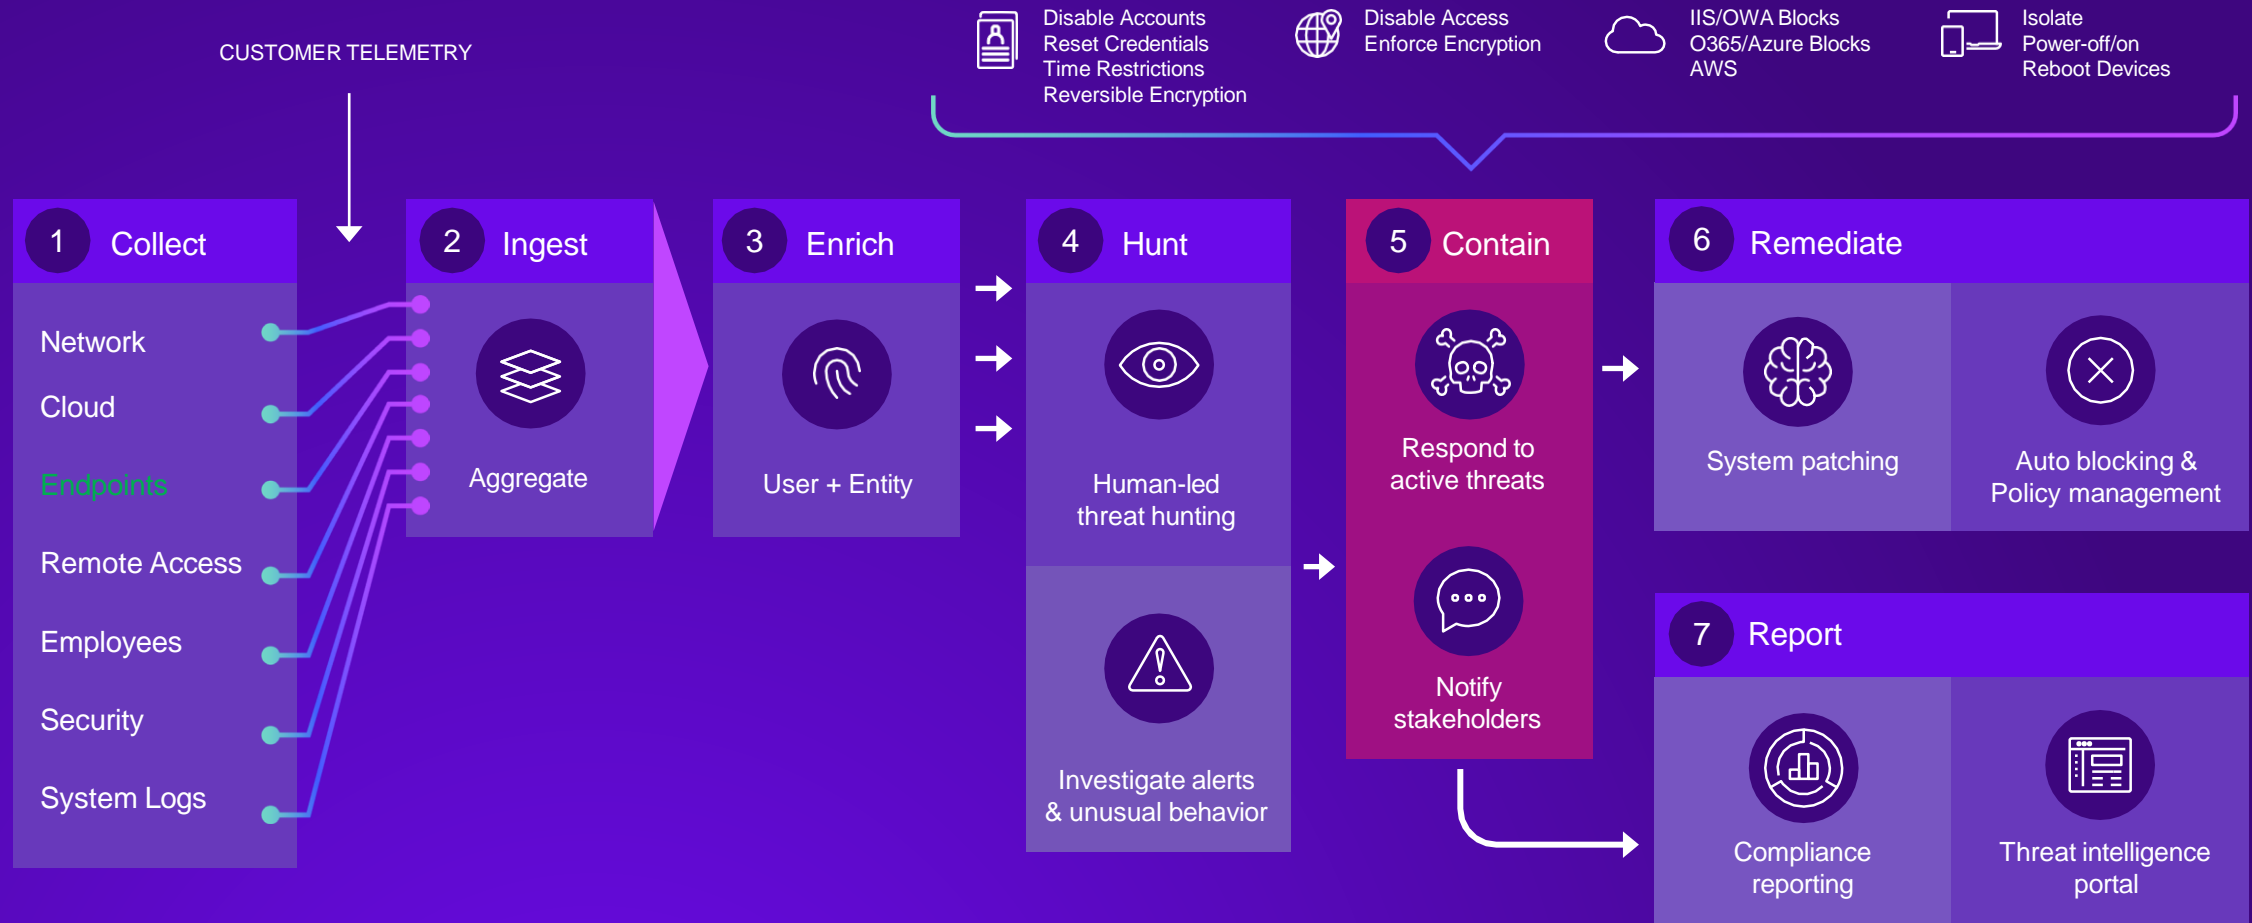 CUSTOMER TELEMETRY
Disable Accounts
Reset Credentials
Time Restrictions
Reversible Encryption
Disable Access
Enforce Encryption
IIS/OWA Blocks
O365/Azure Blocks
AWS
Isolate
Power-off/on
Reboot Devices
1 Collect
Network
Cloud
Endpoints
Remote Access
Employees
Security
System Logs
2 Ingest
Aggregate
3 Enrich
User + Entity
4 Hunt
Human-led
threat hunting
Investigate alerts
& unusual behavior
5 Contain
Respond to
active threats
Notify
stakeholders
6 Remediate
System patching
Auto blocking &
Policy management
7 Report
Compliance
reporting
Threat intelligence
portal